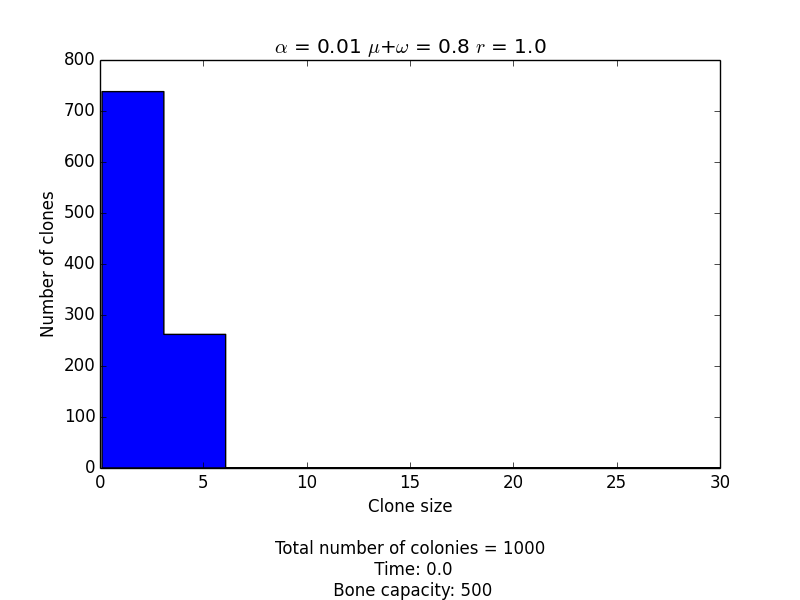 α = 0.01 μ+ω = 0.8 r = 1.0
800
700
600
500
400
300
200
100
0
Number of clones
0 5 10 15 20 25 30
Clone size
Total number of colonies = 1000
Time: 0.0
Bone capacity: 500